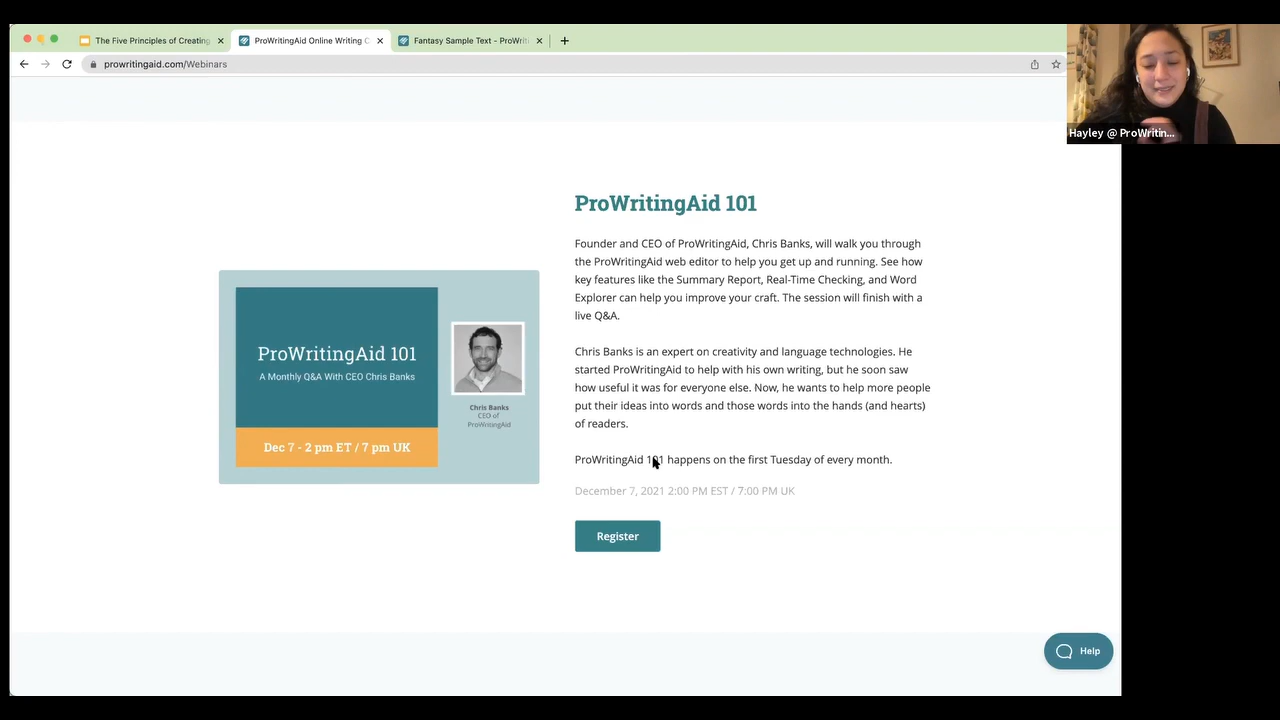 The Five Principles of Creating
ProWritingAid Online Writing C
Fantasy Sample Text - ProWriti
prowritingaid.com/Webinars
Hayley @ ProWritin...
ProWritingAid 101
Founder and CEO of ProWritingAid, Chris Banks, will walk you through
the ProWritingAid web editor to help you get up and running. See how
key features like the Summary Report, Real-Time Checking, and Word
Explorer can help you improve your craft. The session will finish with a
live Q&A.
Chris Banks is an expert on creativity and language technologies. He
started ProWritingAid to help with his own writing, but he soon saw
how useful it was for everyone else. Now, he wants to help more people
put their ideas into words and those words into the hands (and hearts)
of readers.
ProWritingAid 101 happens on the first Tuesday of every month.
December 7, 2021 2:00 PM EST / 7:00 PM UK
Register
ProWritingAid 101
A Monthly Q&A With CEO Chris Banks
Dec 7 - 2 pm ET / 7 pm UK
Chris Banks
CEO of
ProWritingAid
Help